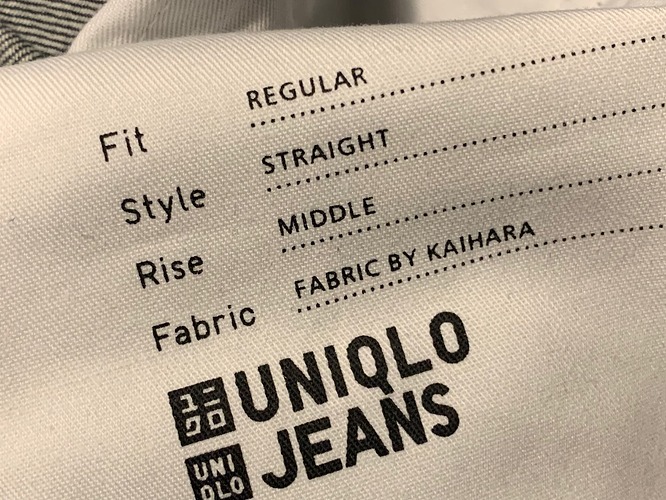 Fit REGULAR
Style STRAIGHT
Rise MIDDLE
Fabric FABRIC BY KAIHARA
ユニ
クロ
UNIQLO
UNI
QLO
JEANS